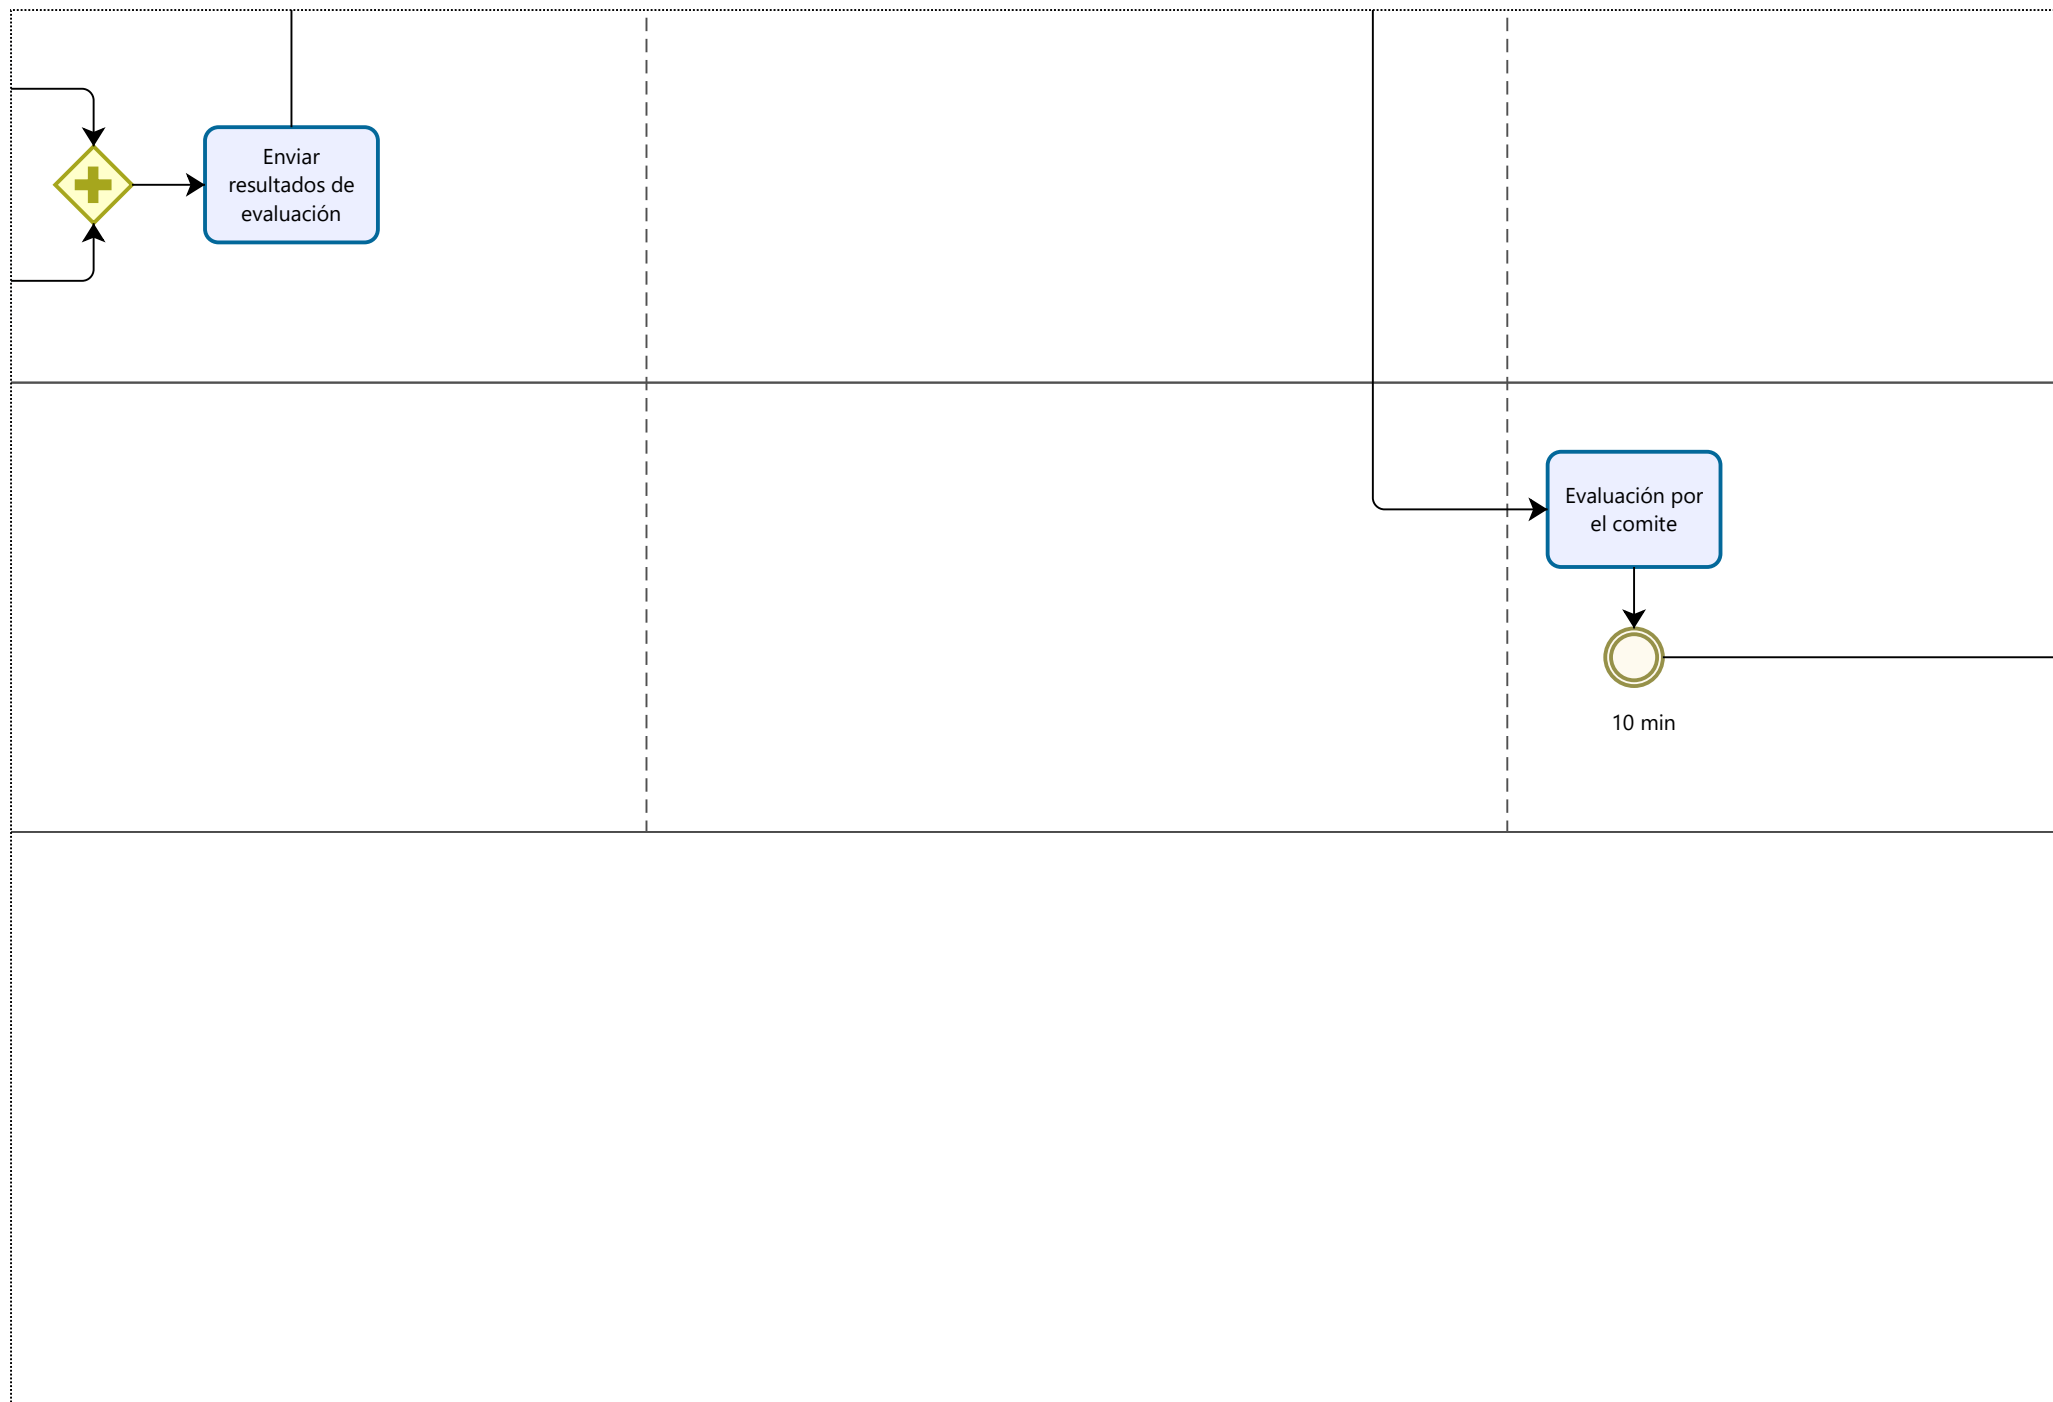 Enviar
resultados de
evaluación
Evaluación por
el comite
10 min